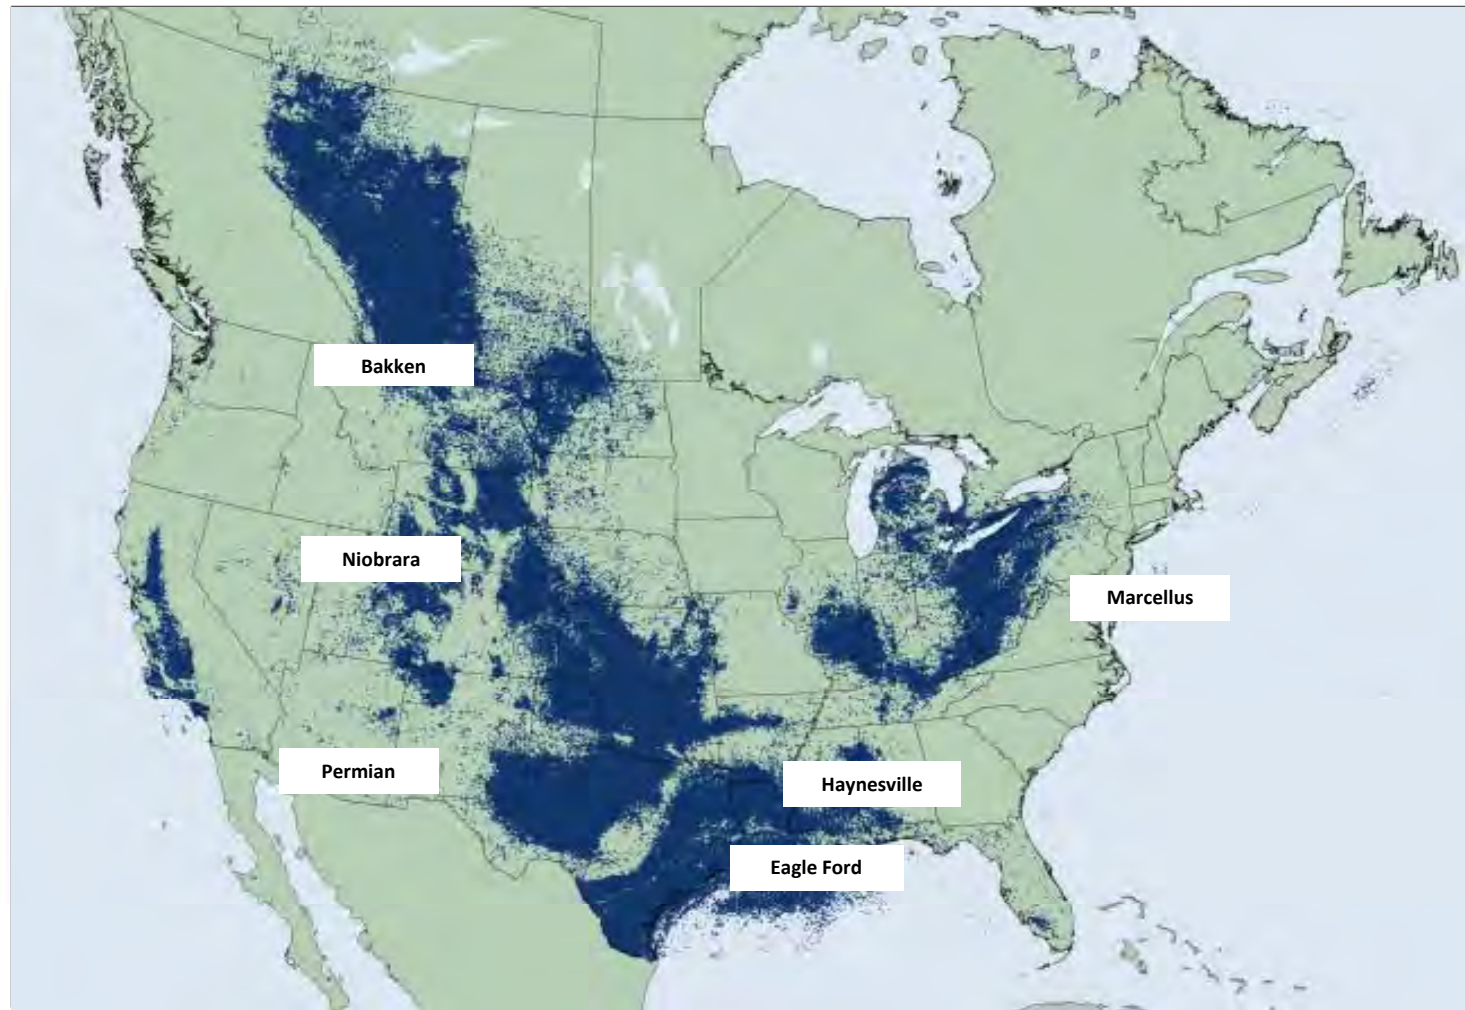 Bakken
Niobrara
Marcellus
Permian
Haynesville
Eagle Ford